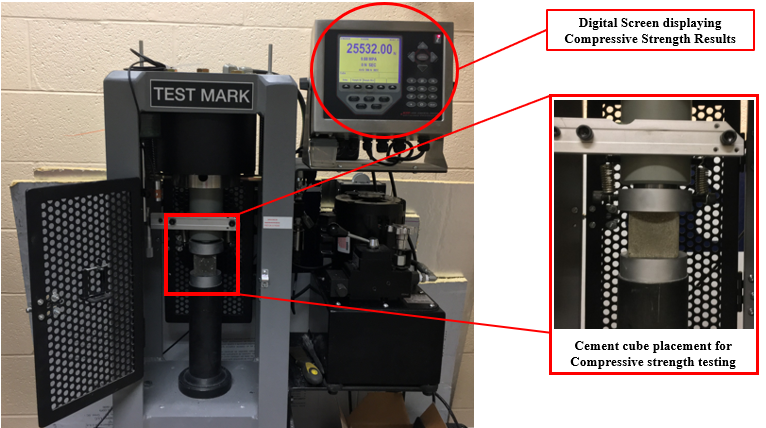 TEST MARK
25532.00
Digital Screen displaying
Compressive Strength Results
Cement cube placement for
Compressive strength testing